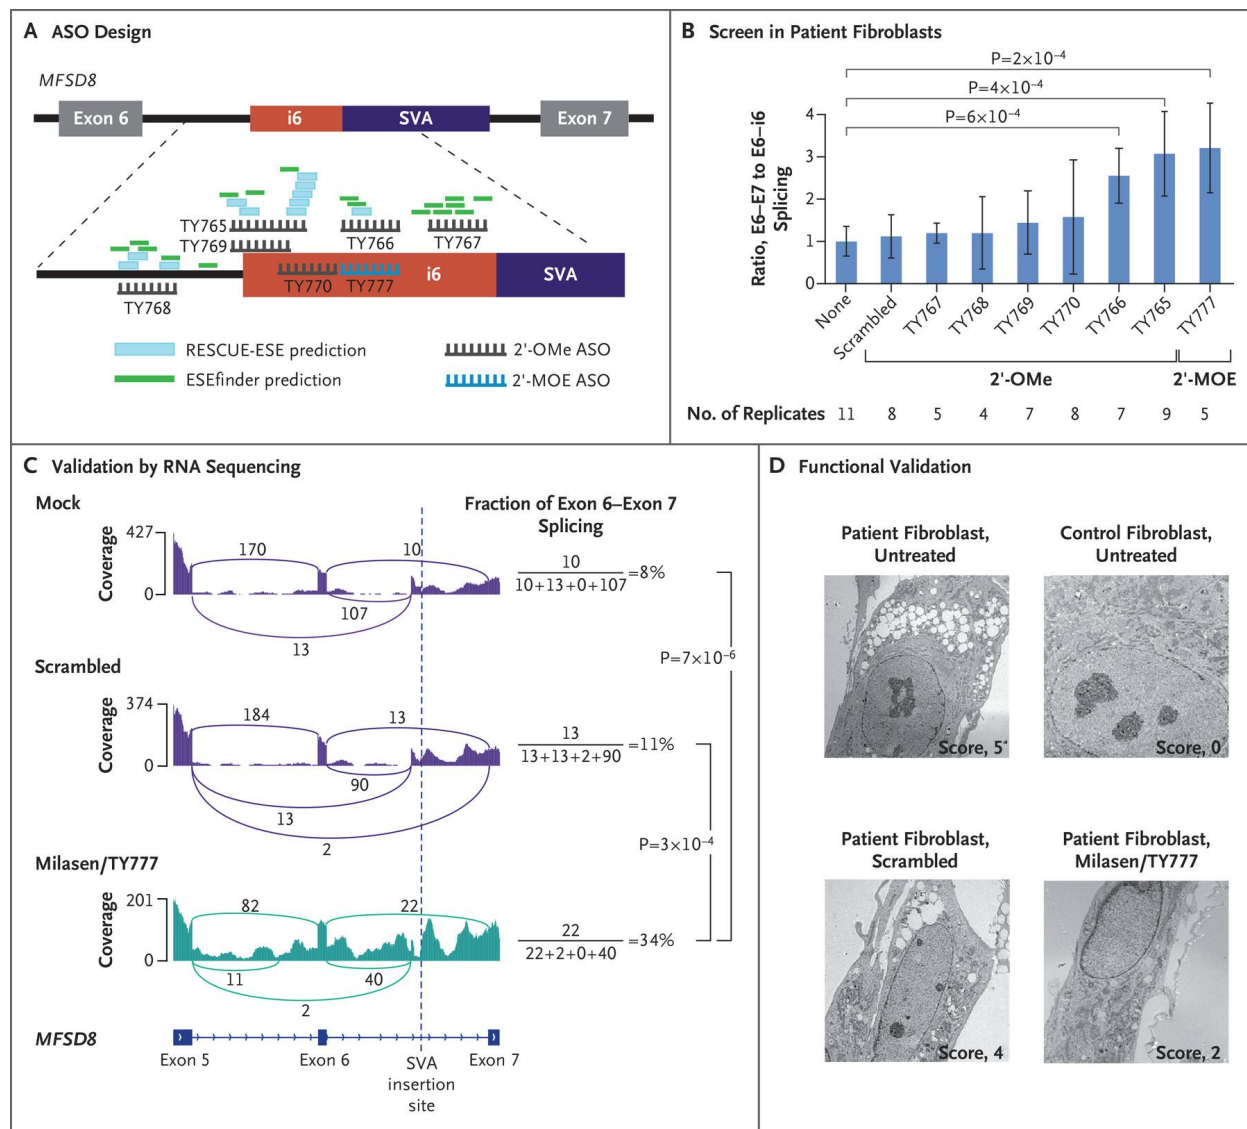 A ASO Design
MFSD8
Exon 6
i6
SVA
Exon 7
TY765
TY769
TY766
TY767
TY768
TY770
TY777
i6
SVA
RESCUE-ESE prediction
ESEfinder prediction
2'-OMe ASO
2'-MOE ASO
B Screen in Patient Fibroblasts
P=2×10⁻⁴
P=4×10⁻⁴
P=6×10⁻⁴
Ratio, E6–E7 to E6–i6
Splicing
4
3
2
1
0
None
Scrambled
TY767
TY768
TY769
TY770
TY766
TY765
TY777
2'-OMe
2'-MOE
No. of Replicates 11 8 5 4 7 8 7 9 5
C Validation by RNA Sequencing
Mock
Fraction of Exon 6–Exon 7
Splicing
Coverage
427
0
170
10
107
13
10
10+13+0+107
=8%
P=7×10⁻⁶
Scrambled
Coverage
374
0
184
13
90
13
2
13
13+13+2+90
=11%
P=3×10⁻⁴
Milasen/TY777
Coverage
201
0
82
22
11
40
2
22
22+2+0+40
=34%
MFSD8
Exon 5
Exon 6
SVA
insertion
site
Exon 7
D Functional Validation
Patient Fibroblast,
Untreated
Score, 5
Control Fibroblast,
Untreated
Score, 0
Patient Fibroblast,
Scrambled
Score, 4
Patient Fibroblast,
Milasen/TY777
Score, 2